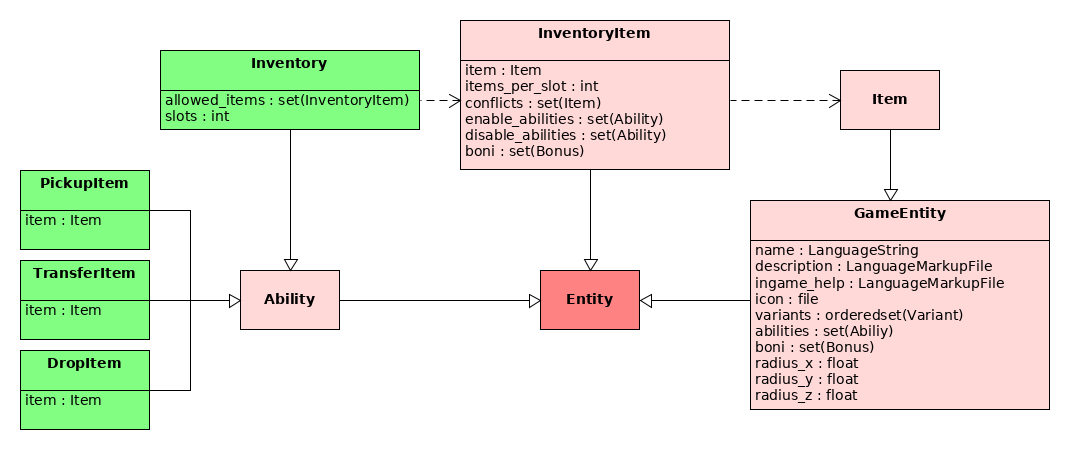 Inventory
allowed_items : set(InventoryItem)
slots : int
InventoryItem
item : Item
items_per_slot : int
conflicts : set(Item)
enable_abilities : set(Ability)
disable_abilities : set(Ability)
boni : set(Bonus)
Item
PickupItem
item : Item
TransferItem
item : Item
DropItem
item : Item
Ability
Entity
GameEntity
name : LanguageString
description : LanguageMarkupFile
ingame_help : LanguageMarkupFile
icon : file
variants : orderedset(Variant)
abilities : set(Abiliy)
boni : set(Bonus)
radius_x : float
radius_y : float
radius_z : float